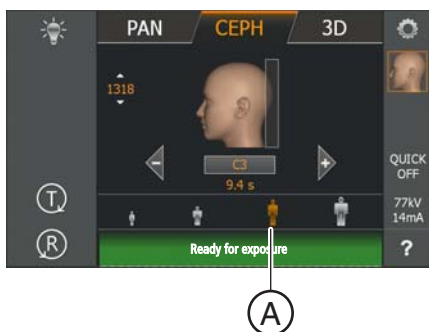 PAN CEPH 3D
1318
C3
9.4 s
QUICK
OFF
77kV
14mA
T
R
Ready for exposure
?
A